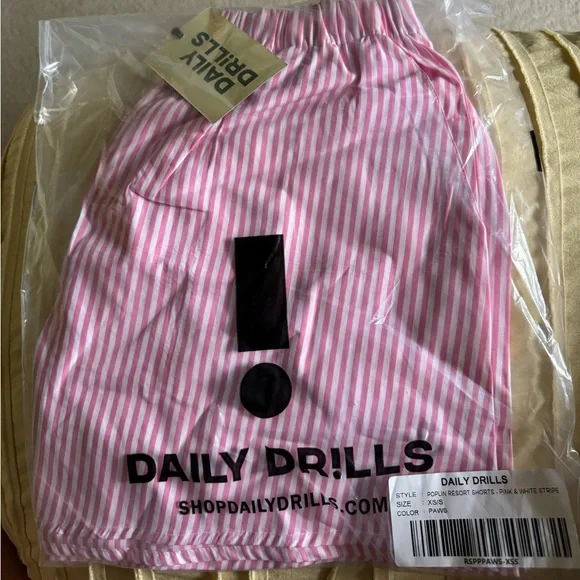 DAILY
DRILLS
DAILY DR!LLS
SHOPDAILYDRILLS.COM
DAILY DRILLS
STYLE : POPLIN RESORT SHORTS - PINK & WHITE STRIPE
SIZE : XS/S
COLOR : PAWS
RSPPPAWS-XSS